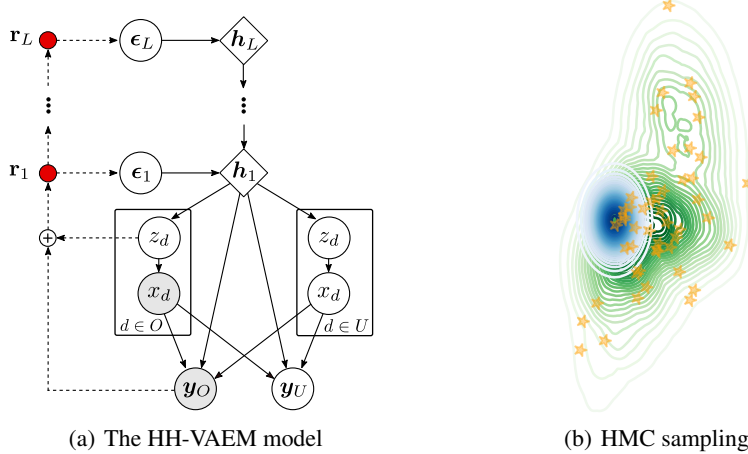 r_L ϵ_L h_L
r_1 ϵ_1 h_1
+ z_d z_d
x_d x_d
d ∈ O d ∈ U
y_O y_U
(a) The HH-VAEM model
(b) HMC sampling